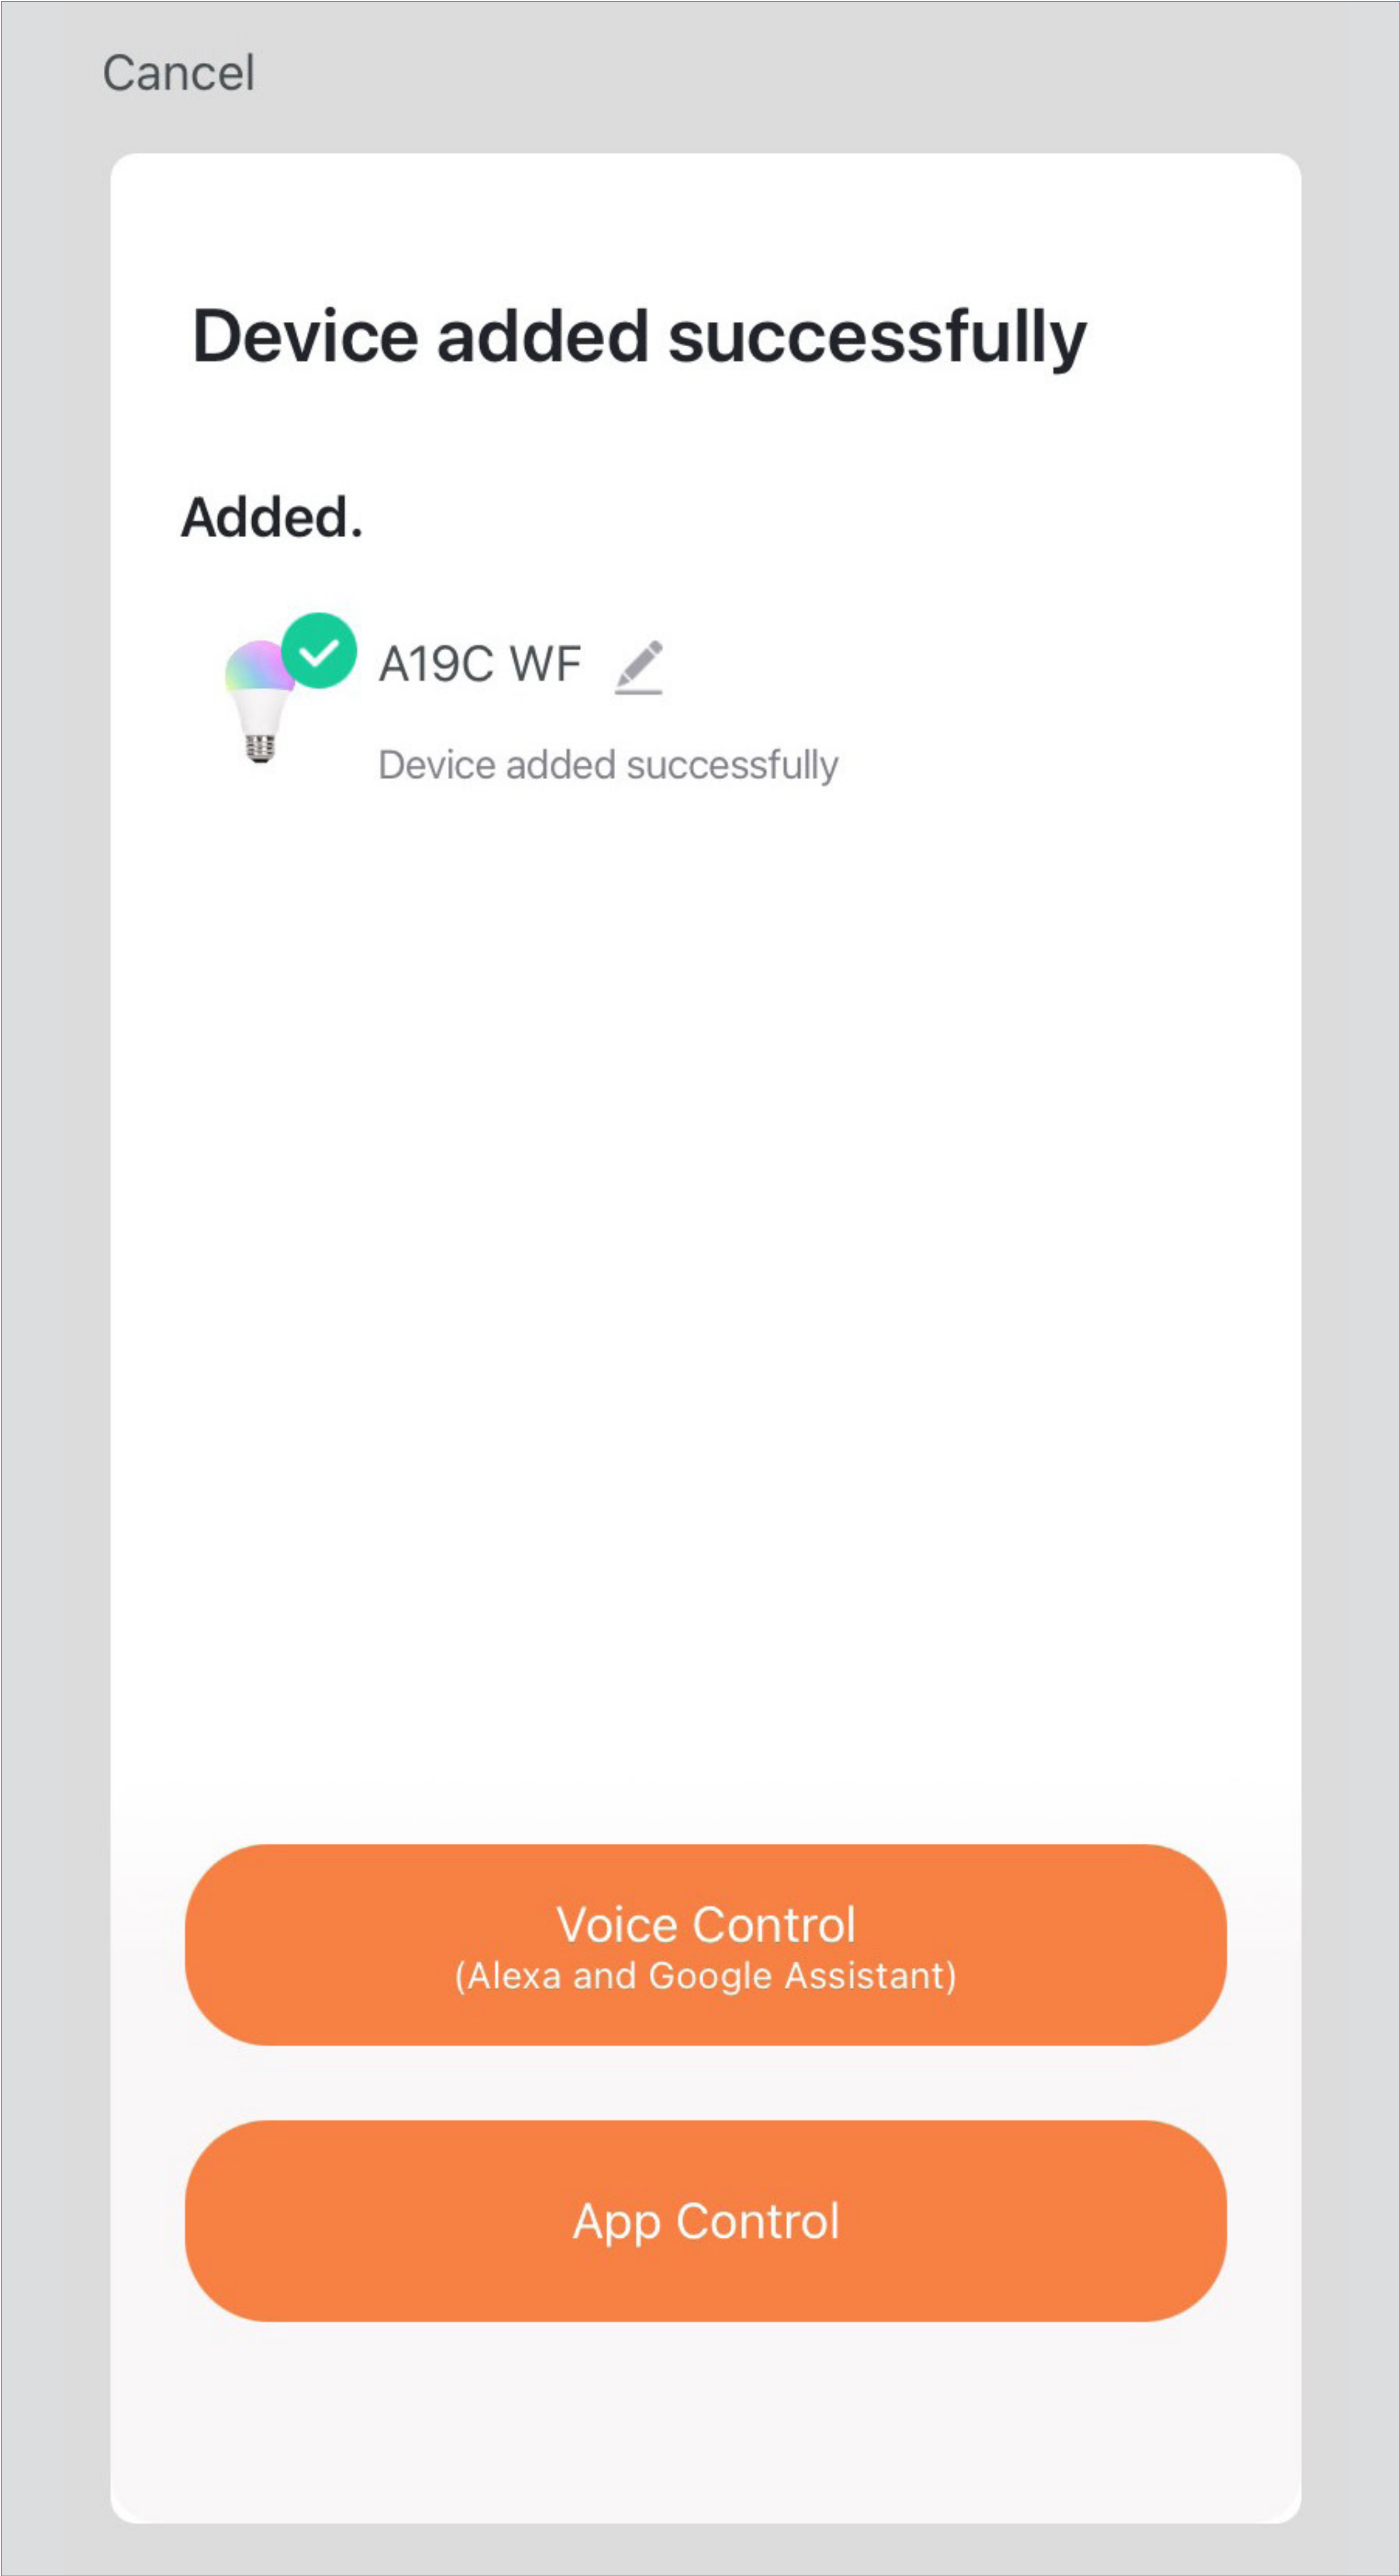 Cancel
Device added successfully
Added.
A19C WF
Device added successfully
Voice Control
(Alexa and Google Assistant)
App Control